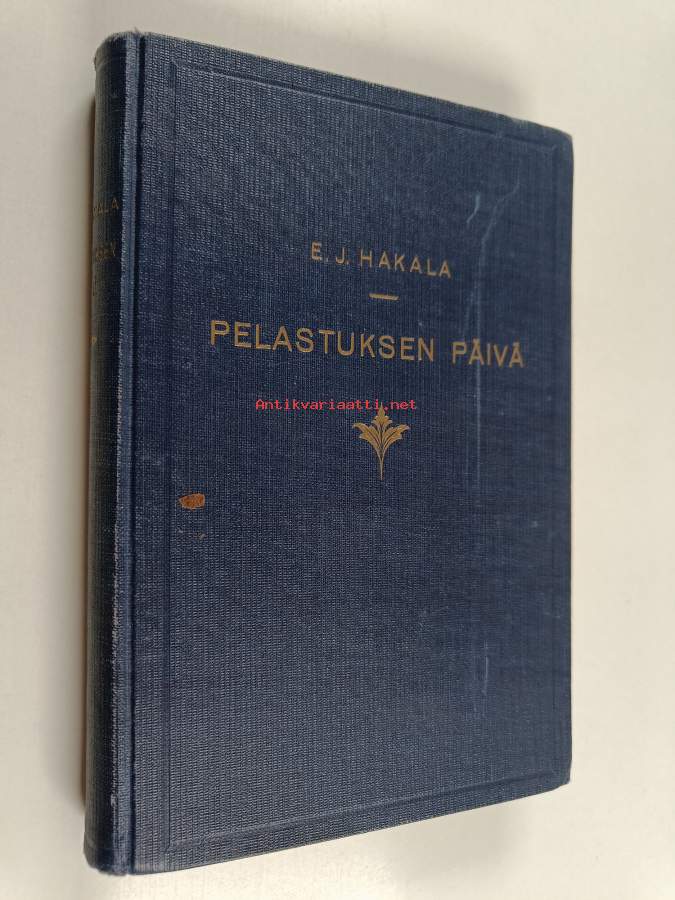 E. J. HAKALA
PELASTUKSEN PÄIVÄ
Antikvariaatti.net